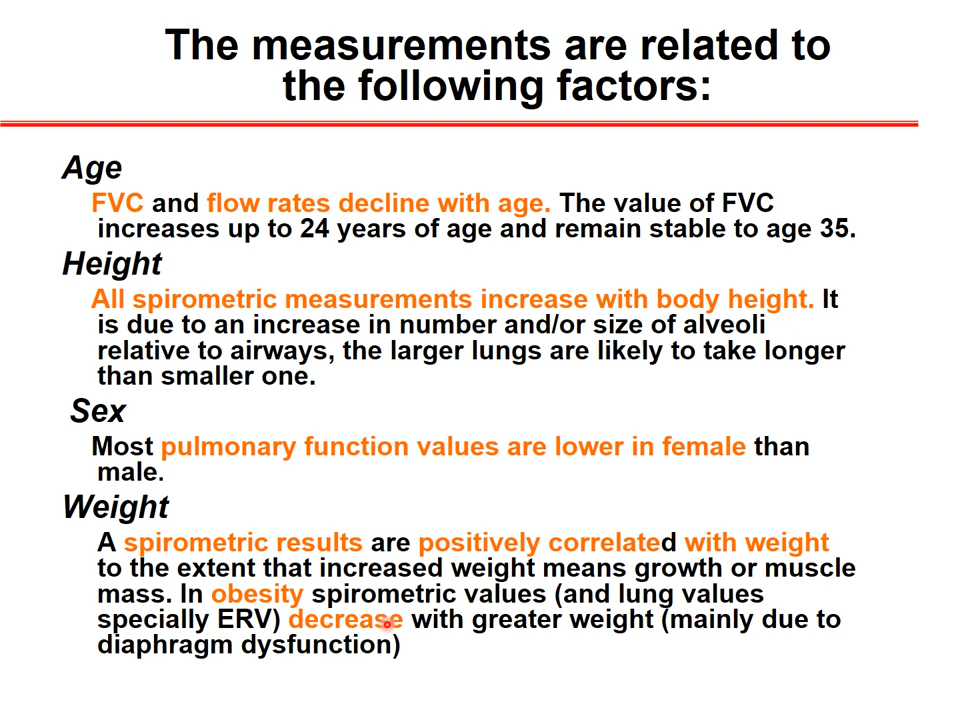 The measurements are related to
the following factors:
Age
FVC and flow rates decline with age. The value of FVC
increases up to 24 years of age and remain stable to age 35.
Height
All spirometric measurements increase with body height. It
is due to an increase in number and/or size of alveoli
relative to airways, the larger lungs are likely to take longer
than smaller one.
Sex
Most pulmonary function values are lower in female than
male.
Weight
A spirometric results are positively correlated with weight
to the extent that increased weight means growth or muscle
mass. In obesity spirometric values (and lung values
specially ERV) decrease with greater weight (mainly due to
diaphragm dysfunction)